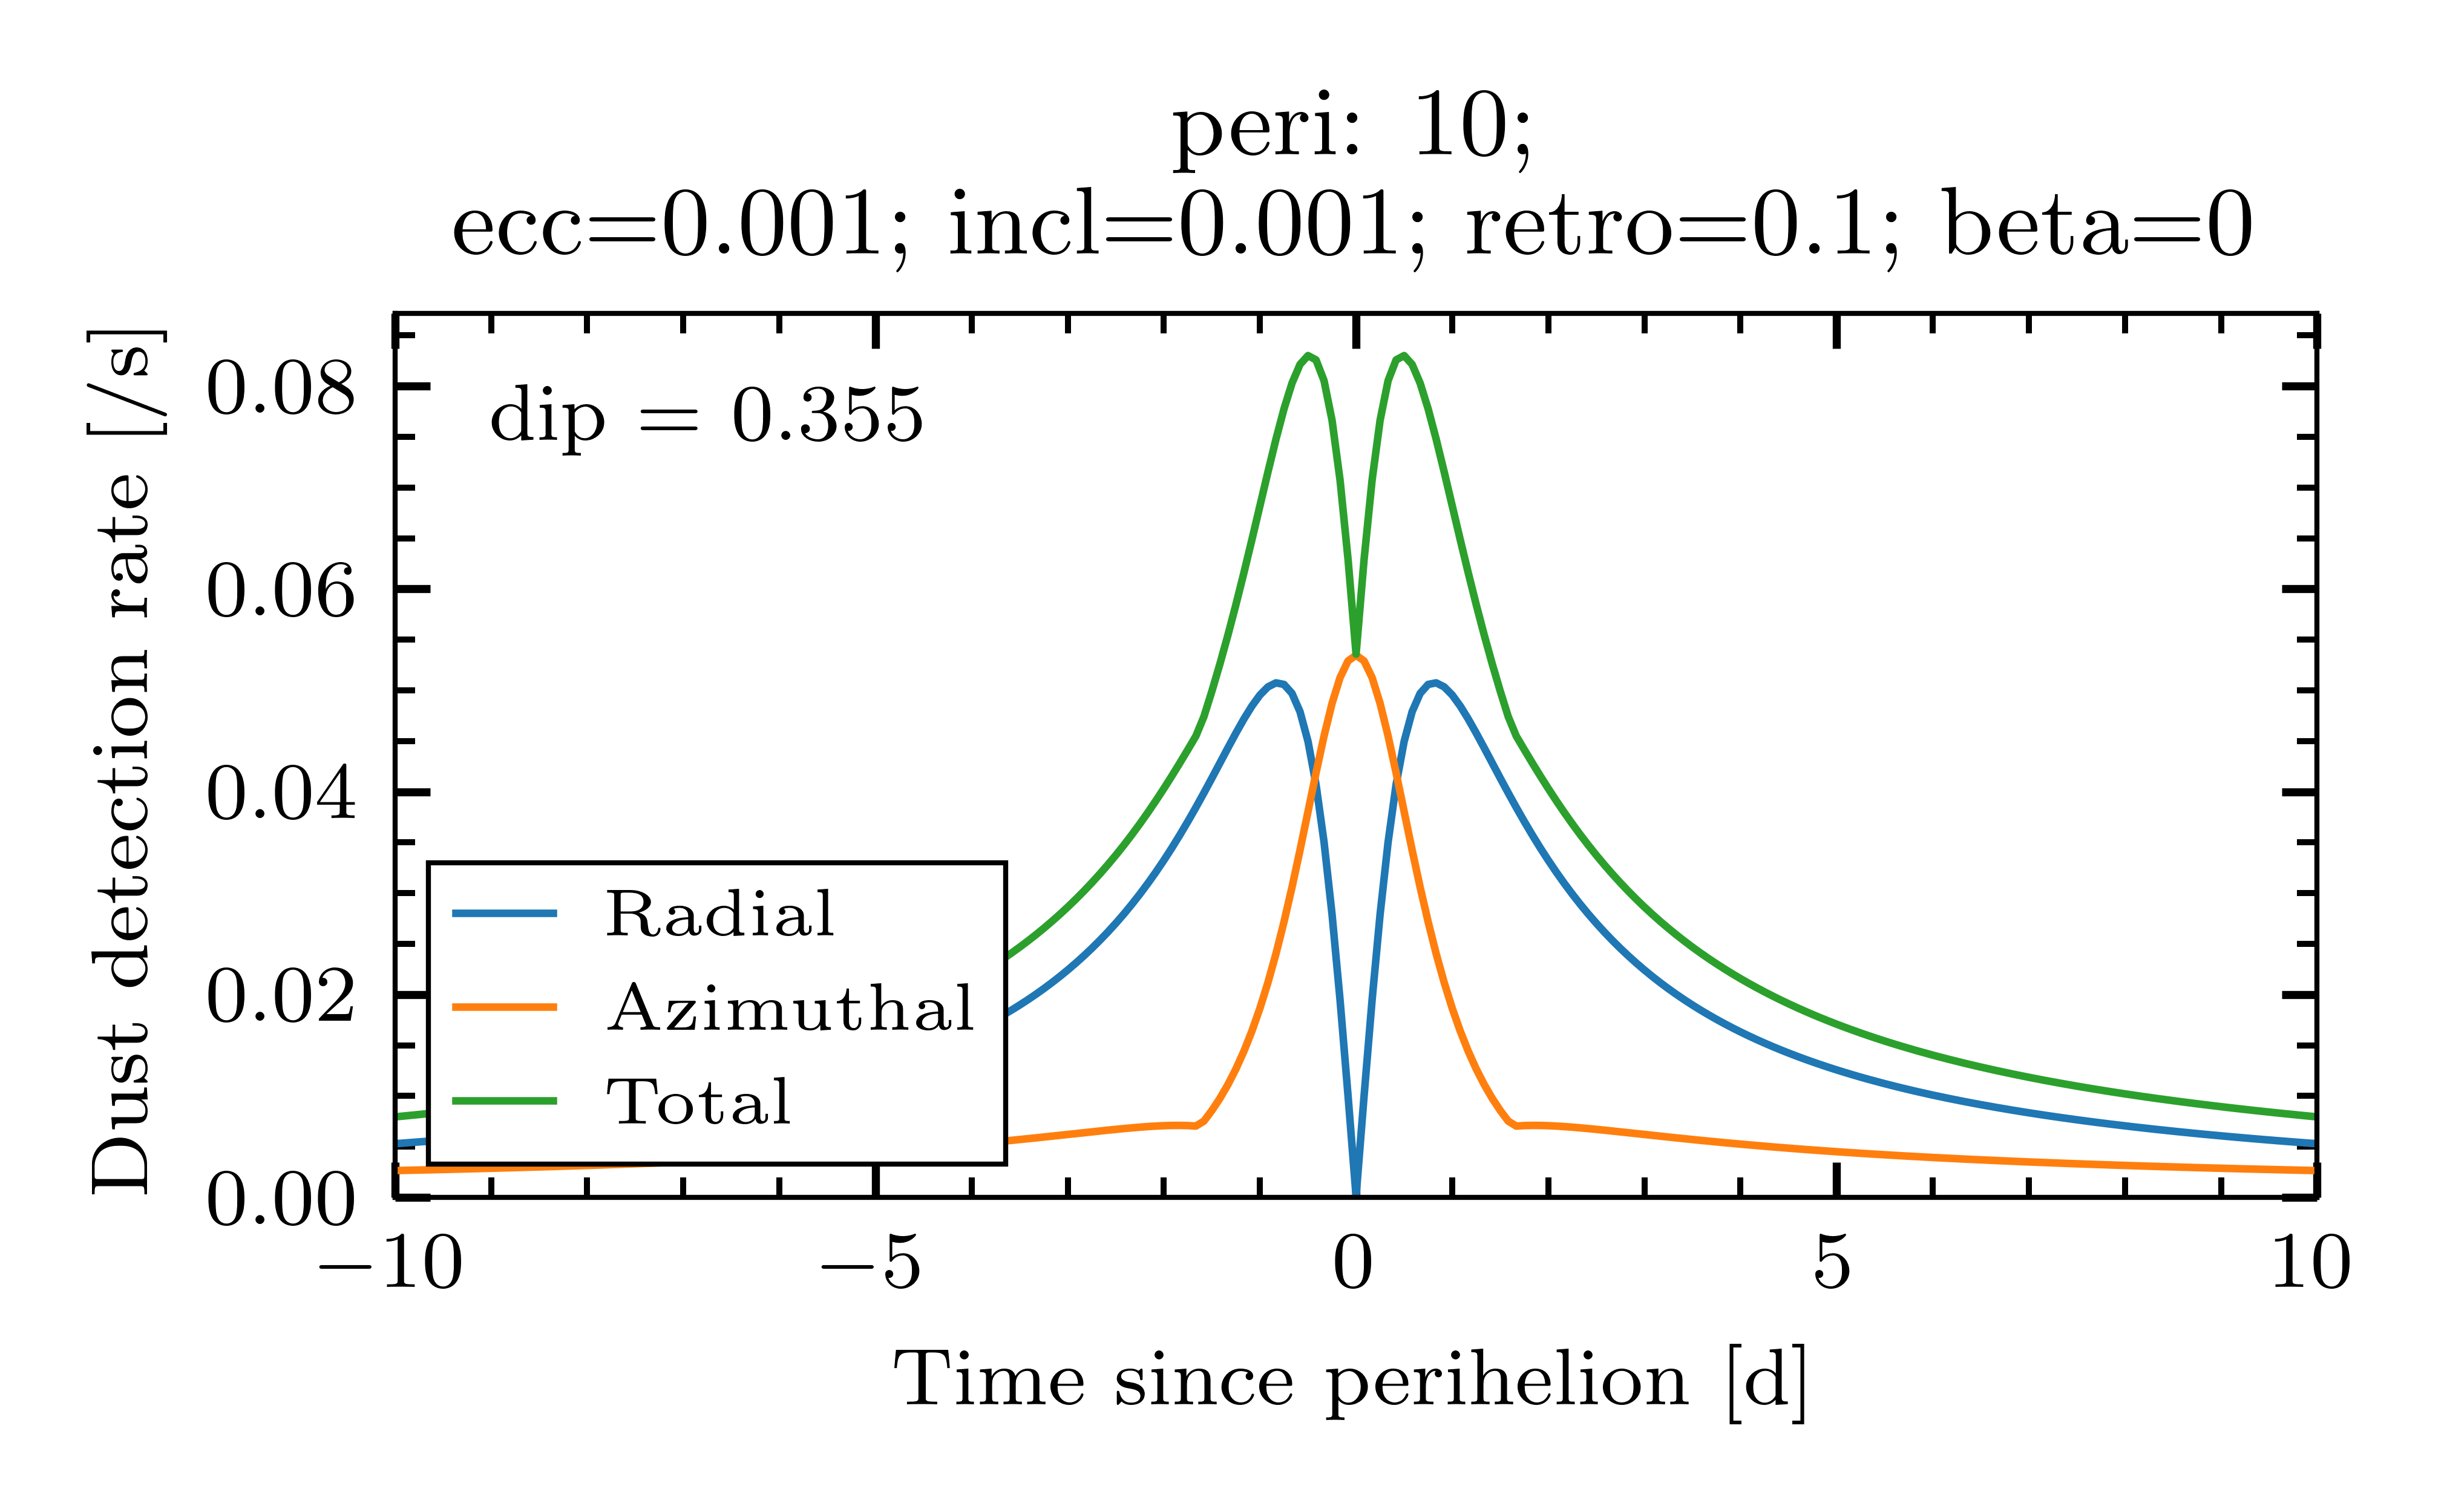 peri: 10;
ecc=0.001; incl=0.001; retro=0.1; beta=0
Dust detection rate [/s]
0.08
0.06
0.04
0.02
0.00
dip = 0.355
Radial
Azimuthal
Total
−10
−5
0
5
10
Time since perihelion [d]